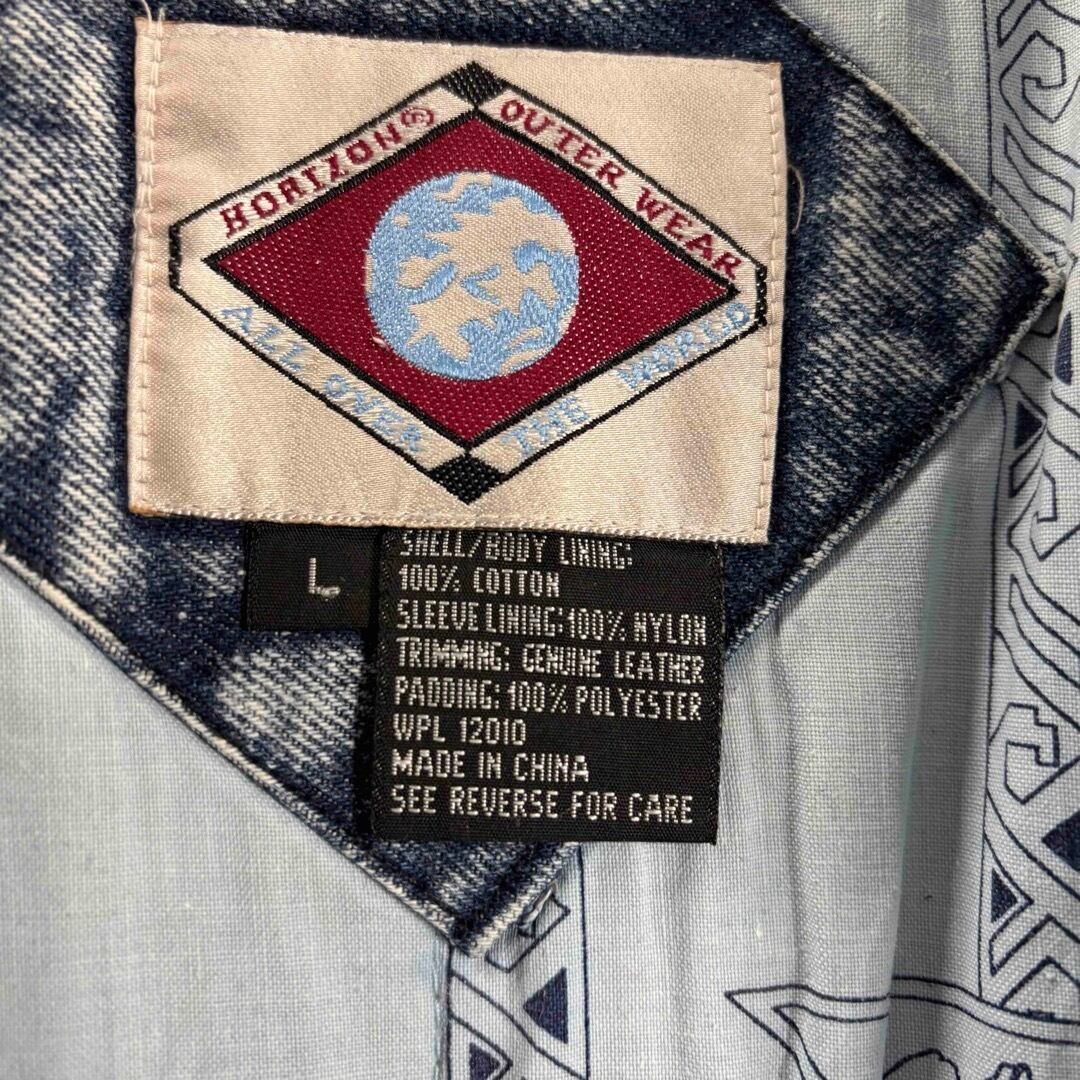 HORIZON®
OUTER WEAR
ALL OVER
THE WORLD
L
SHELL/BODY LINING:
100% COTTON
SLEEVE LINING:100% NYLON
TRIMMING: GENUINE LEATHER
PADDING: 100% POLYESTER
WPL 12010
MADE IN CHINA
SEE REVERSE FOR CARE